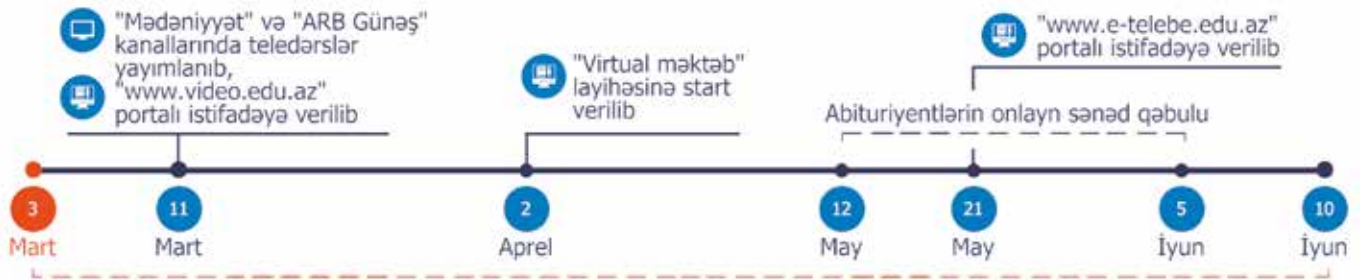 "Mədəniyyət" və "ARB Günəş"
kanallarında teledərslər
yayımlanıb,
"www.video.edu.az"
portalı istifadəyə verilib
"Virtual məktəb"
layihəsinə start
verilib
"www.e-telebe.edu.az"
portalı istifadəyə verilib
Abituriyentlərin onlayn sənəd qəbulu
3
Mart
11
Mart
2
Aprel
12
May
21
May
5
İyun
10
İyun